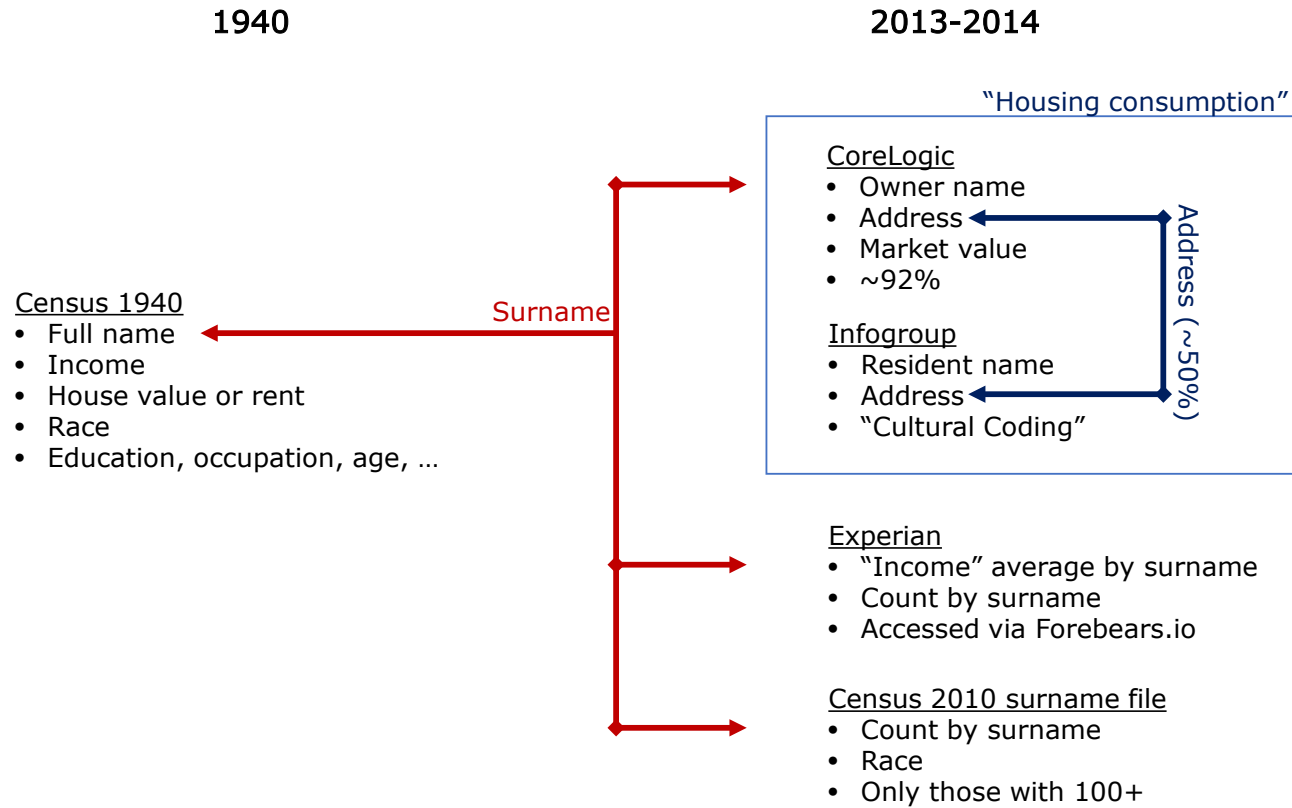 1940
2013-2014
“Housing consumption”
CoreLogic
• Owner name
• Address
• Market value
• ~92%
Address (~50%)
Census 1940
• Full name
• Income
• House value or rent
• Race
• Education, occupation, age, …
Surname
Infogroup
• Resident name
• Address
• “Cultural Coding”
Experian
• “Income” average by surname
• Count by surname
• Accessed via Forebears.io
Census 2010 surname file
• Count by surname
• Race
• Only those with 100+